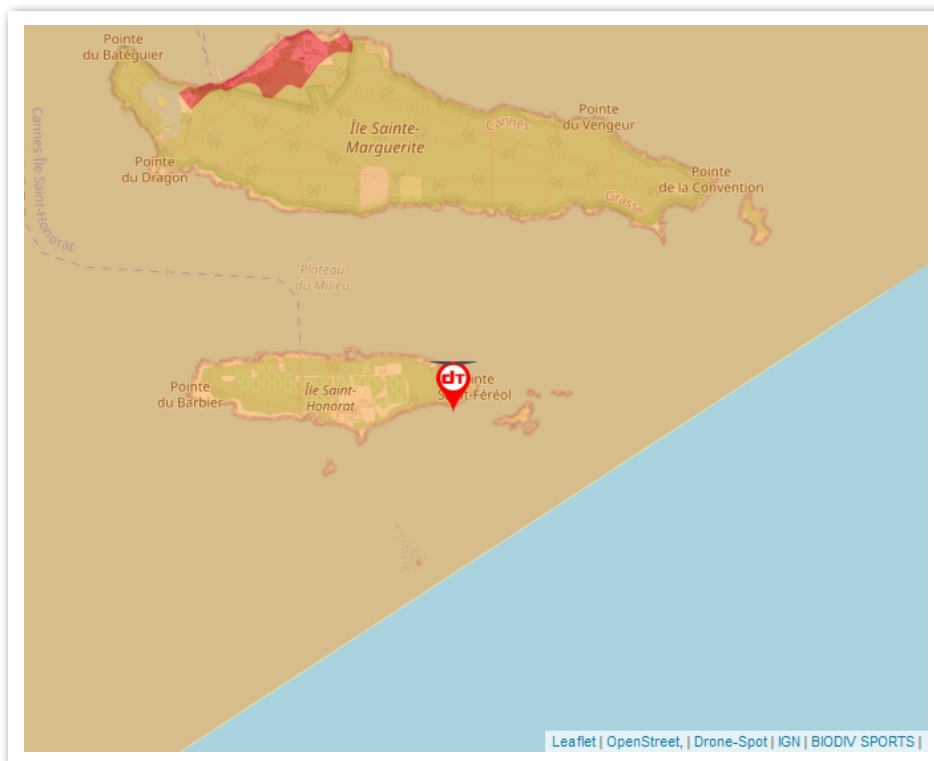 Pointe
du Batéguier
Cannes-Île Saint-Honorat
Île Sainte-
Marguerite
Cannes
Pointe
du Vengeur
Pointe
du Dragon
Pointe
de la Convention
Grasse
Plateau
du Milieu
Pointe
du Barbier
Île Saint-
Honorat
dT
Pointe
Saint-Féréol
Leaflet | OpenStreet, | Drone-Spot | IGN | BIODIV SPORTS |